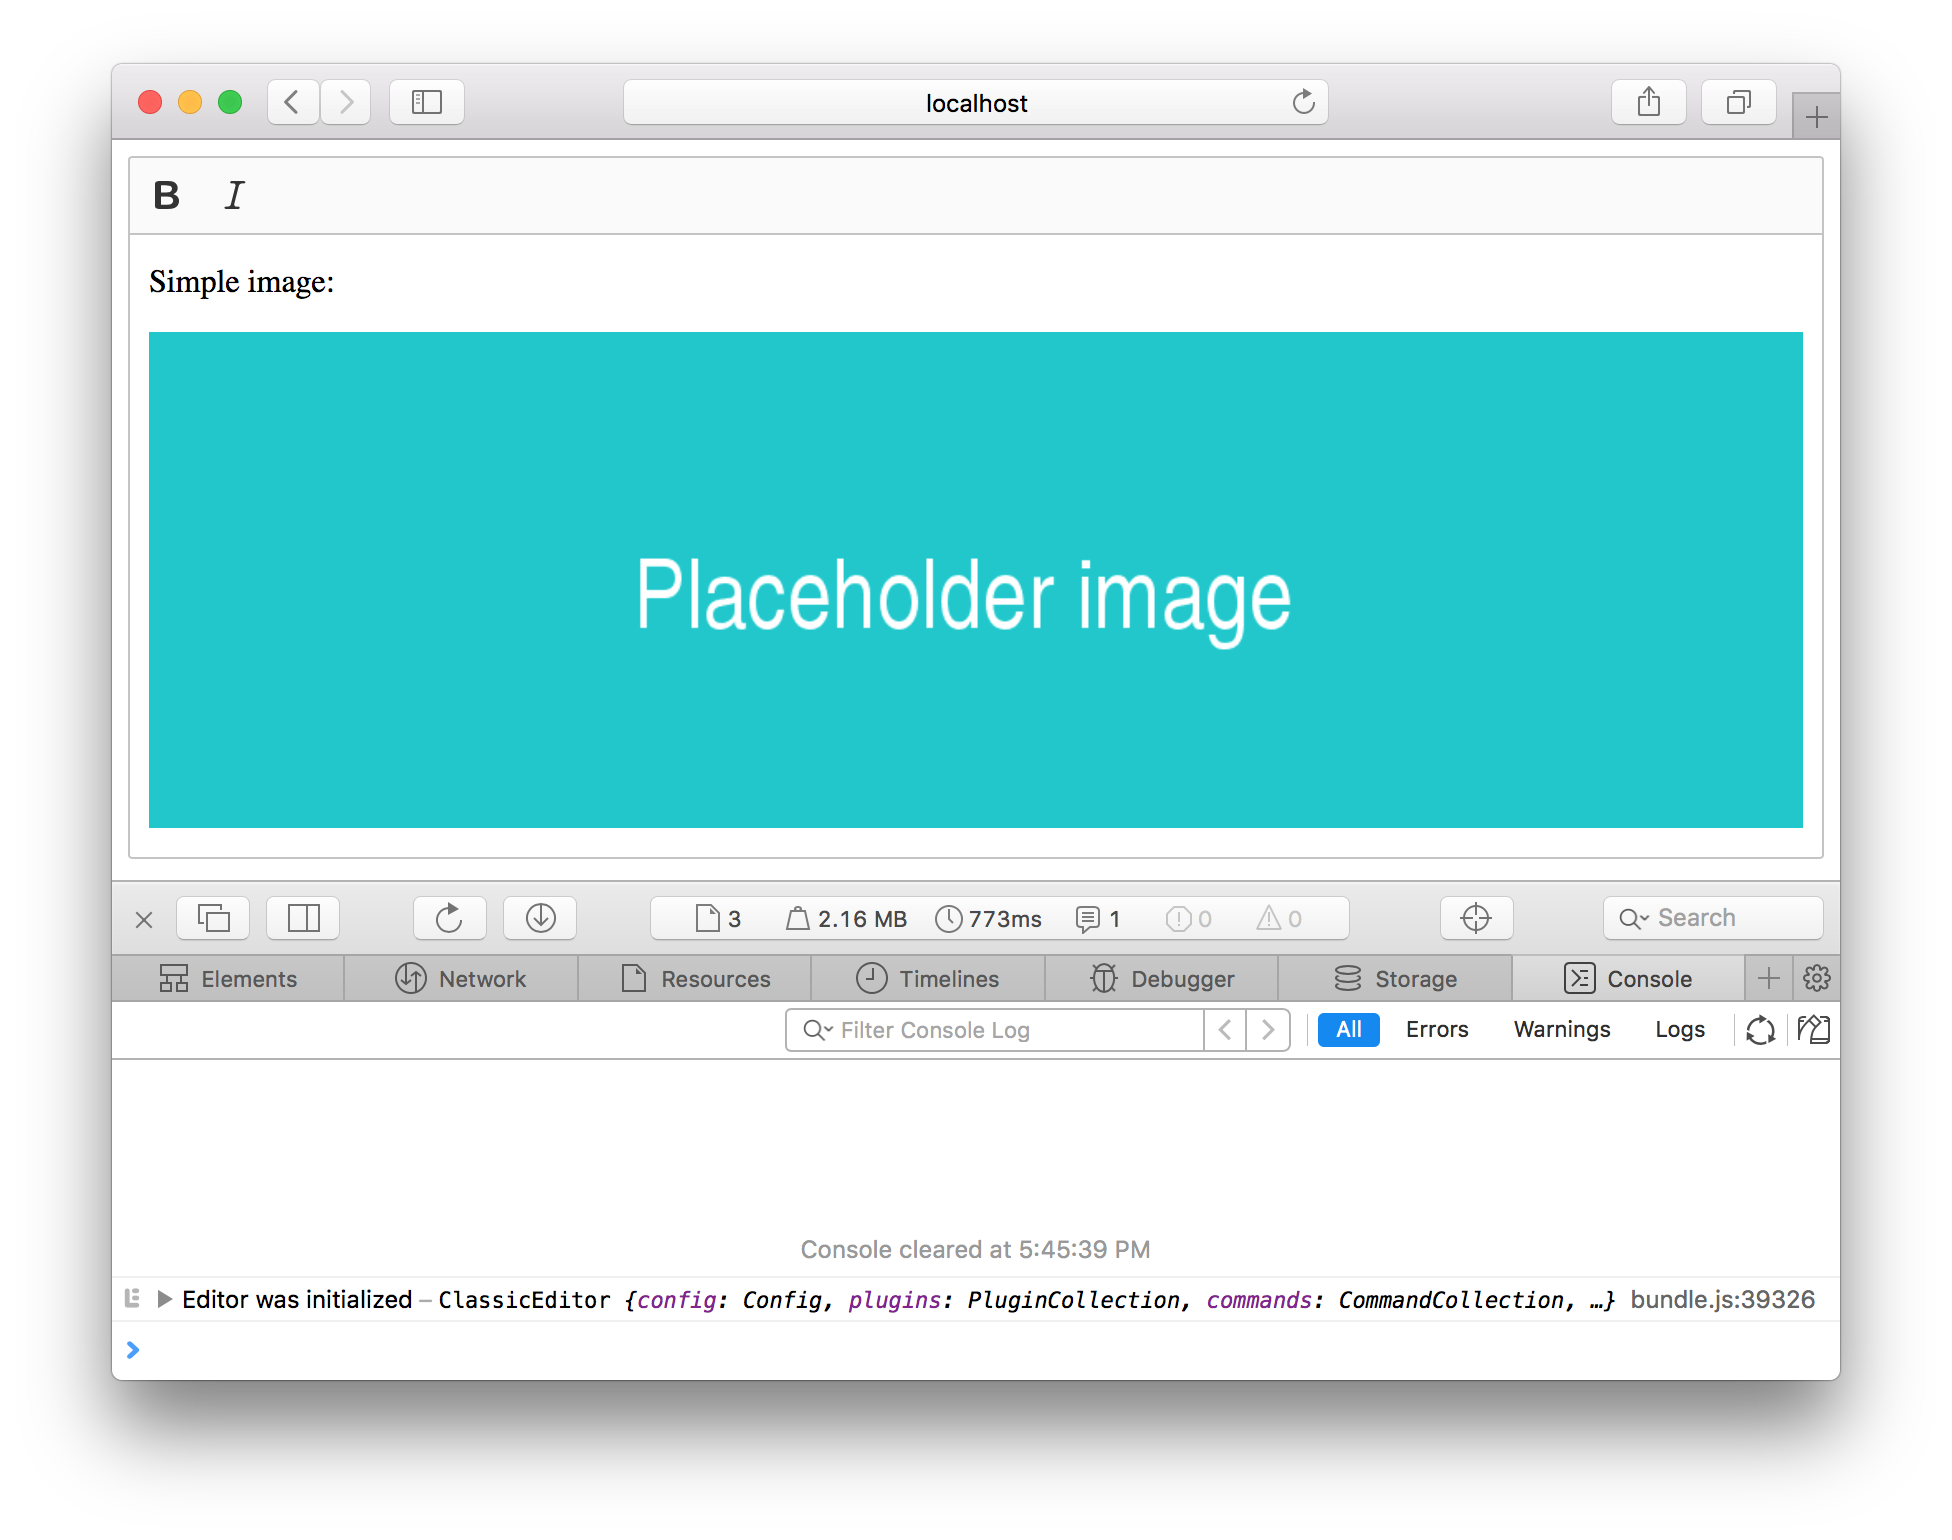 localhost
B I
Simple image:
Placeholder image
3 2.16 MB 773ms 1 0 0 Search
Elements Network Resources Timelines Debugger Storage Console
Filter Console Log All Errors Warnings Logs
Console cleared at 5:45:39 PM
Editor was initialized – ClassicEditor {config: Config, plugins: PluginCollection, commands: CommandCollection, …} bundle.js:39326